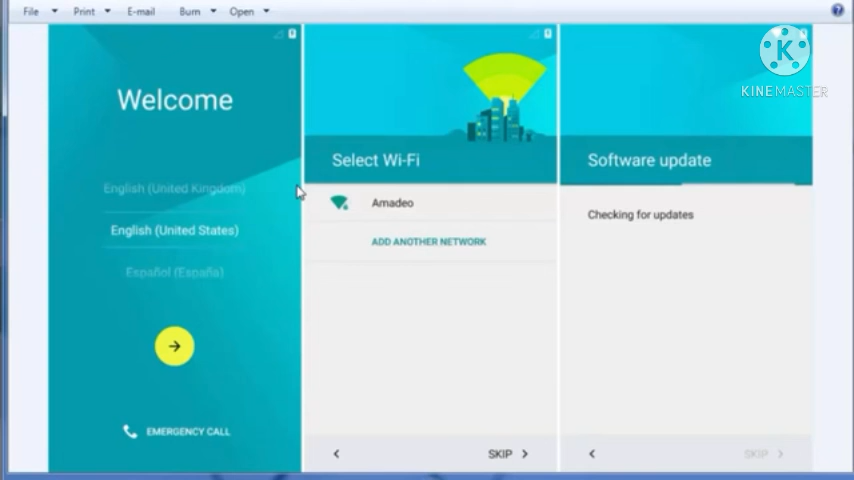 File Print E-mail Burn Open
K
KINEMASTER
Welcome
English (United Kingdom)
English (United States)
Español (España)
EMERGENCY CALL
Select Wi-Fi
Amadeo
ADD ANOTHER NETWORK
SKIP
Software update
Checking for updates
SKIP